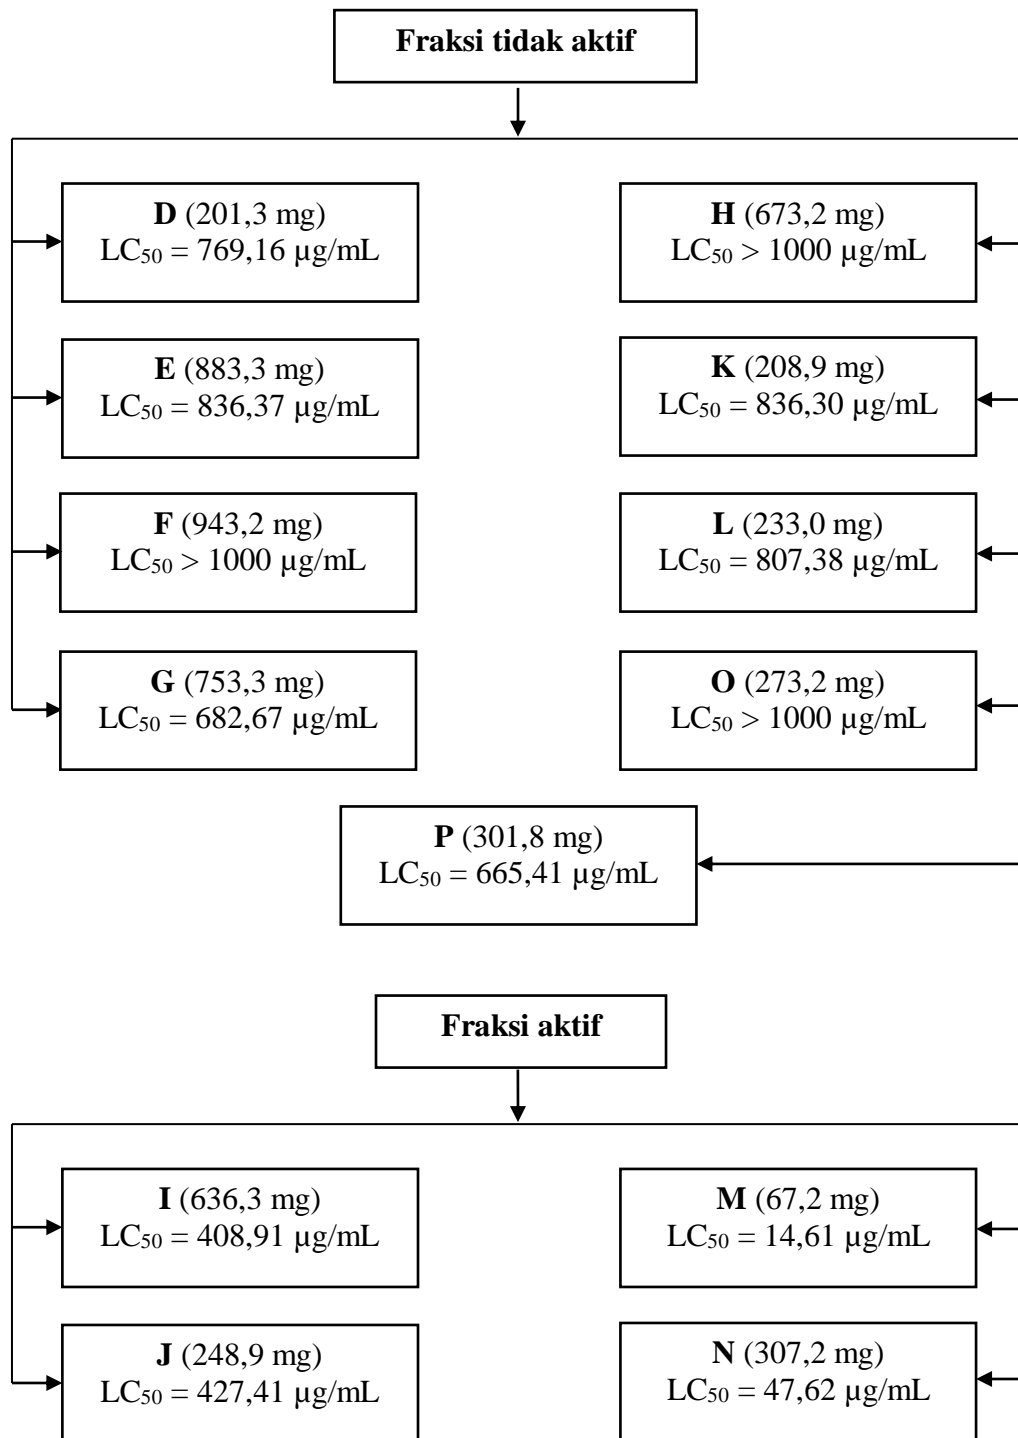 Fraksi tidak aktif
D (201,3 mg)
LC50 = 769,16 µg/mL
H (673,2 mg)
LC50 > 1000 µg/mL
E (883,3 mg)
LC50 = 836,37 µg/mL
K (208,9 mg)
LC50 = 836,30 µg/mL
F (943,2 mg)
LC50 > 1000 µg/mL
L (233,0 mg)
LC50 = 807,38 µg/mL
G (753,3 mg)
LC50 = 682,67 µg/mL
O (273,2 mg)
LC50 > 1000 µg/mL
P (301,8 mg)
LC50 = 665,41 µg/mL
Fraksi aktif
I (636,3 mg)
LC50 = 408,91 µg/mL
M (67,2 mg)
LC50 = 14,61 µg/mL
J (248,9 mg)
LC50 = 427,41 µg/mL
N (307,2 mg)
LC50 = 47,62 µg/mL